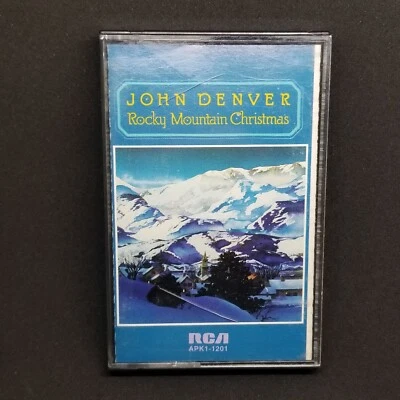 JOHN DENVER
Rocky Mountain Christmas
RCA
APK1-1201